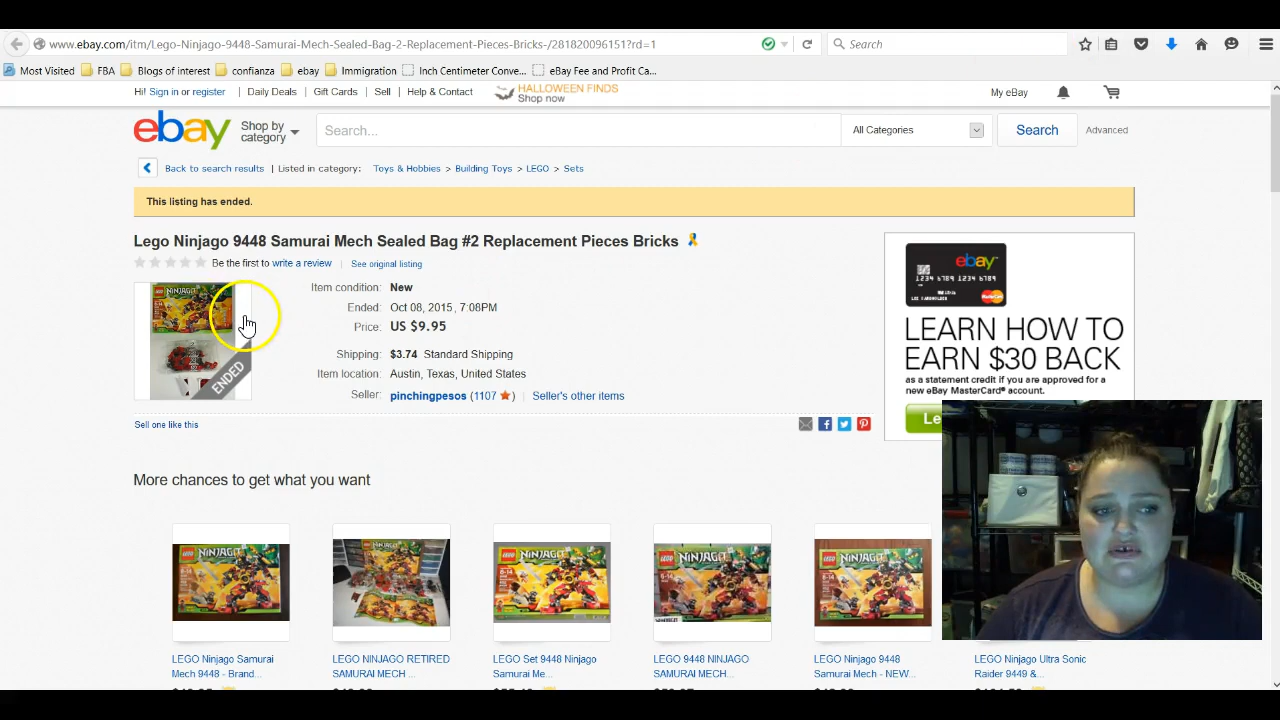 www.ebay.com/itm/Lego-Ninjago-9448-Samurai-Mech-Sealed-Bag-2-Replacement-Pieces-Bricks-/281820096151?rd=1
Search
Most Visited FBA Blogs of interest confianza ebay Immigration Inch Centimeter Conve... eBay Fee and Profit Ca...
Hi! Sign in or register | Daily Deals | Gift Cards | Sell | Help & Contact
HALLOWEEN FINDS
Shop now
My eBay
ebay
Shop by
category
Search...
All Categories
Search
Advanced
Back to search results | Listed in category: Toys & Hobbies > Building Toys > LEGO > Sets
This listing has ended.
Lego Ninjago 9448 Samurai Mech Sealed Bag #2 Replacement Pieces Bricks
Be the first to write a review | See original listing
NINJAGO
ENDED
Item condition: New
Ended: Oct 08, 2015, 7:08PM
Price: US $9.95
Shipping: $3.74 Standard Shipping
Item location: Austin, Texas, United States
Seller: pinchingpesos (1107 ) | Seller's other items
Sell one like this
ebay
MasterCard
LEARN HOW TO
EARN $30 BACK
as a statement credit if you are approved for a
new eBay MasterCard account.
Le
More chances to get what you want
NINJAGO
NINJAGO
NINJAGO
NINJAGO
NINJAGO
LEGO Ninjago Samurai
Mech 9448 - Brand...
LEGO NINJAGO RETIRED
SAMURAI MECH ...
LEGO Set 9448 Ninjago
Samurai Me...
LEGO 9448 NINJAGO
SAMURAI MECH...
LEGO Ninjago 9448
Samurai Mech - NEW...
LEGO Ninjago Ultra Sonic
Raider 9449 &...